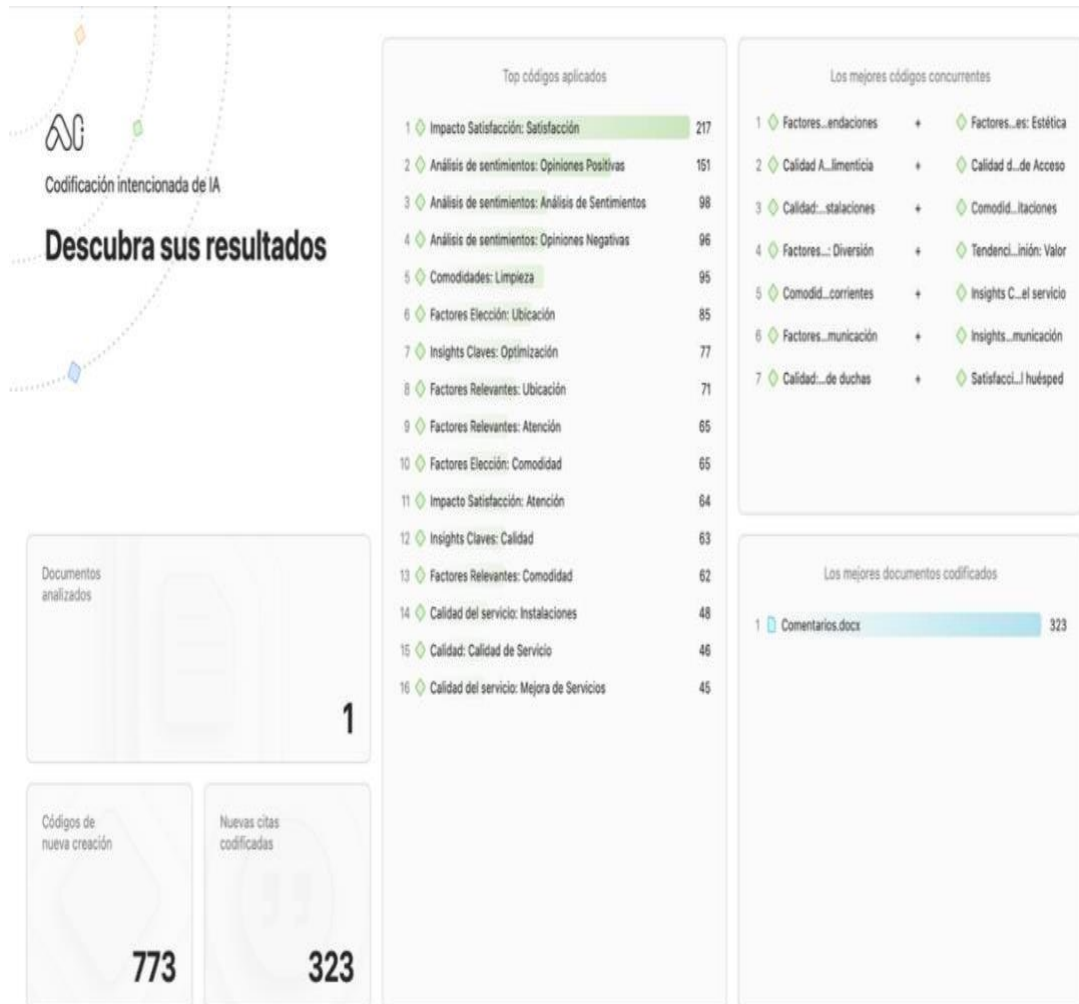 Codificación intencionada de IA
Descubra sus resultados
Documentos
analizados
1
Códigos de
nueva creación
773
Nuevas citas
codificadas
323
Top códigos aplicados
1 Impacto Satisfacción: Satisfacción 217
2 Análisis de sentimientos: Opiniones Positivas 151
3 Análisis de sentimientos: Análisis de Sentimientos 98
4 Análisis de sentimientos: Opiniones Negativas 96
5 Comodidades: Limpieza 95
6 Factores Elección: Ubicación 85
7 Insights Claves: Optimización 77
8 Factores Relevantes: Ubicación 71
9 Factores Relevantes: Atención 65
10 Factores Elección: Comodidad 65
11 Impacto Satisfacción: Atención 64
12 Insights Claves: Calidad 63
13 Factores Relevantes: Comodidad 62
14 Calidad del servicio: Instalaciones 48
15 Calidad: Calidad de Servicio 46
16 Calidad del servicio: Mejora de Servicios 45
Los mejores códigos concurrentes
1 Factores...endaciones + Factores...es: Estética
2 Calidad A...limenticia + Calidad d...de Acceso
3 Calidad:...stalaciones + Comodid...itaciones
4 Factores...: Diversión + Tendenci...inión: Valor
5 Comodid...corrientes + Insights C...el servicio
6 Factores...municación + Insights...municación
7 Calidad:...de duchas + Satisfacci...l huésped
Los mejores documentos codificados
1 Comentarios.docx 323